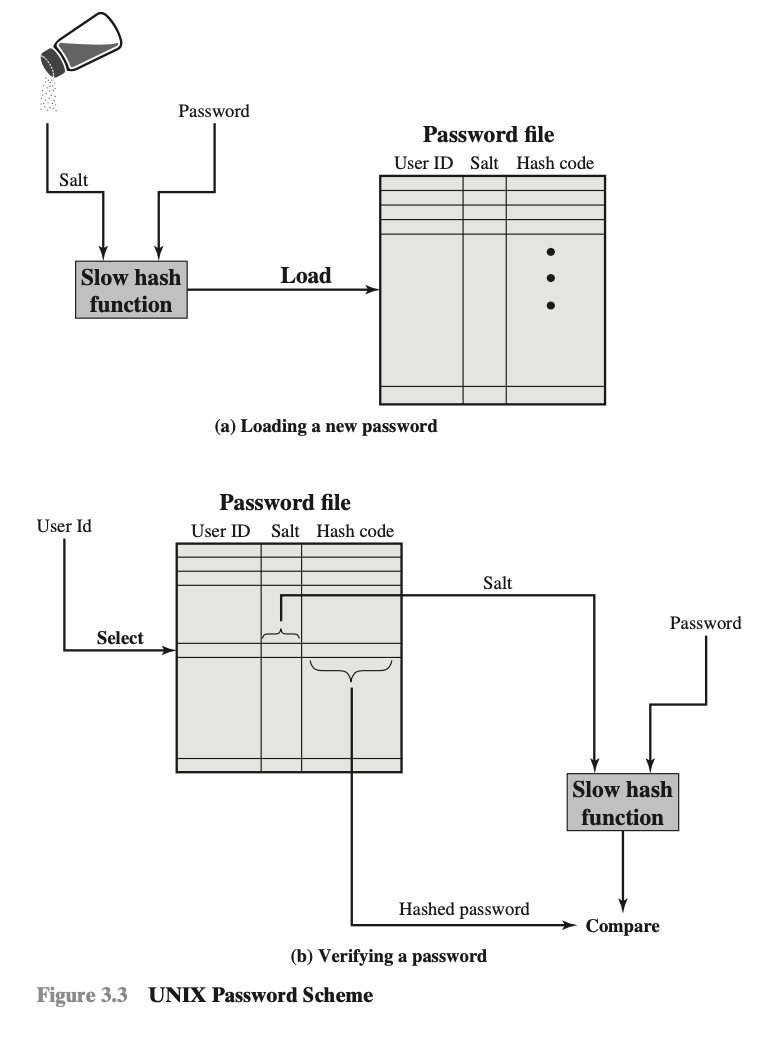 Password
Password file
User ID Salt Hash code
Salt
Slow hash
function
Load
(a) Loading a new password
Password file
User Id
User ID Salt Hash code
Salt
Password
Select
Slow hash
function
Hashed password
Compare
(b) Verifying a password
Figure 3.3 UNIX Password Scheme